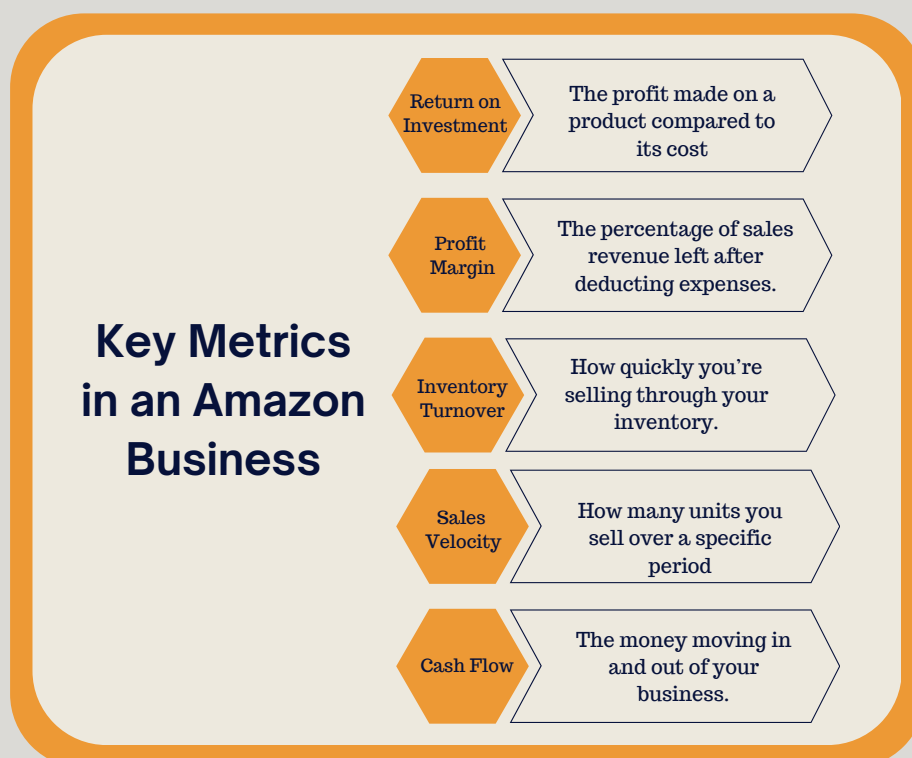 Key Metrics
in an Amazon
Business
Return on
Investment
The profit made on a
product compared to
its cost
Profit
Margin
The percentage of sales
revenue left after
deducting expenses.
Inventory
Turnover
How quickly you’re
selling through your
inventory.
Sales
Velocity
How many units you
sell over a specific
period
Cash Flow
The money moving in
and out of your
business.